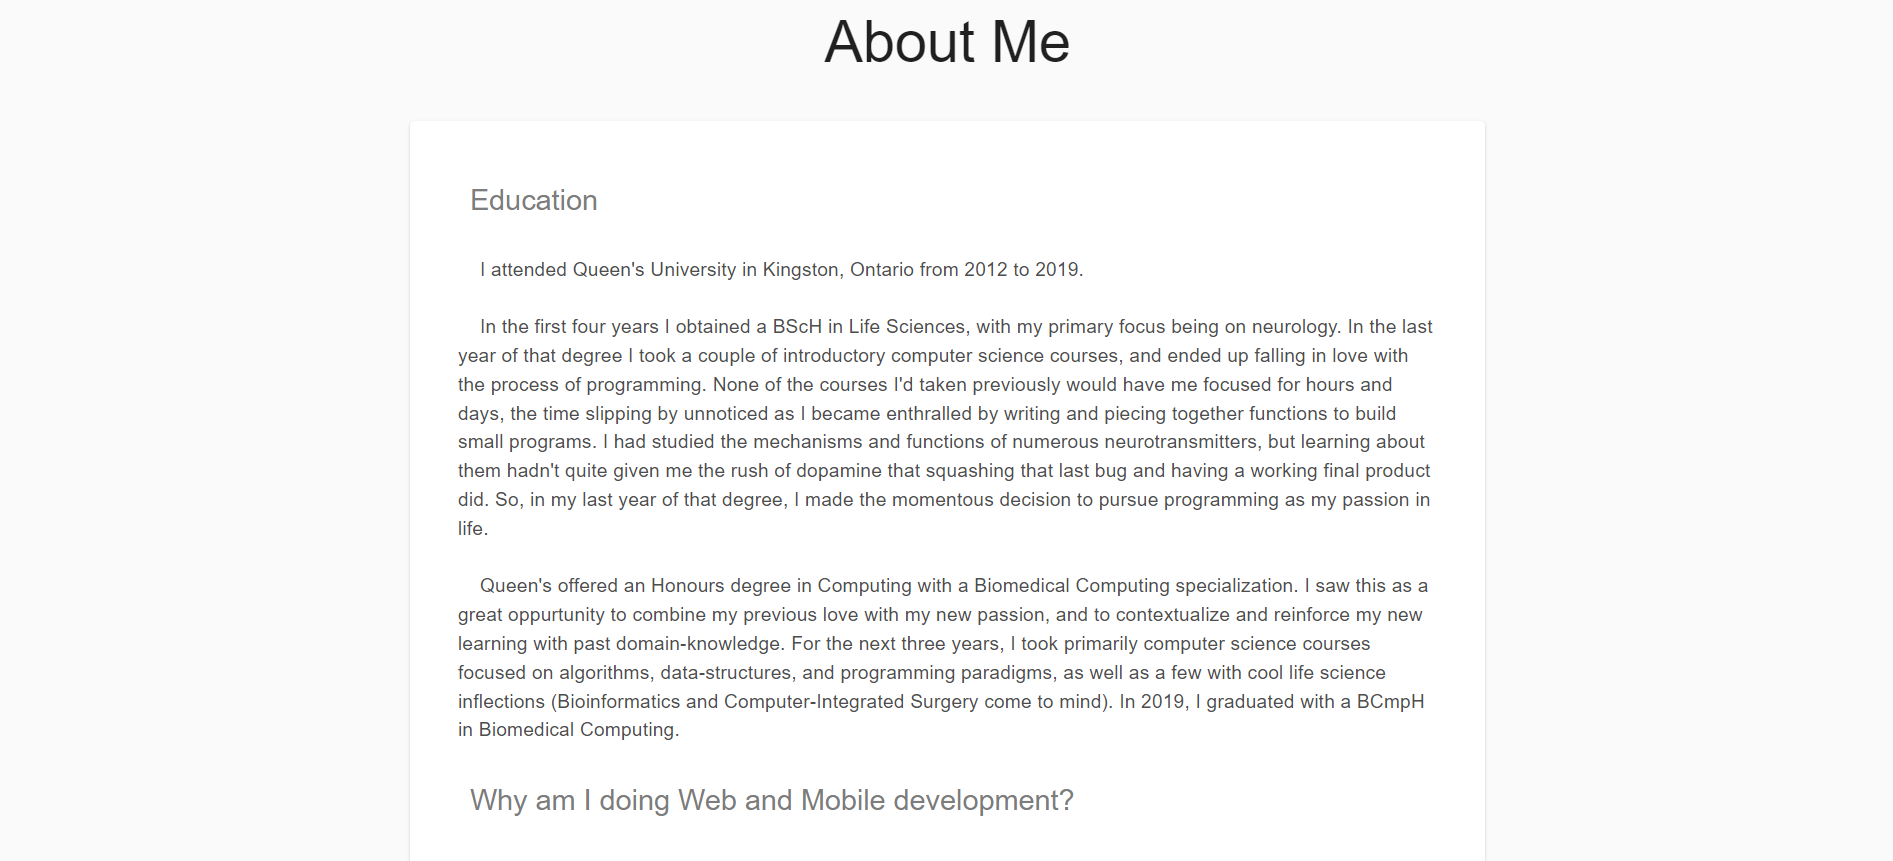 About Me
Education
I attended Queen's University in Kingston, Ontario from 2012 to 2019.
In the first four years I obtained a BScH in Life Sciences, with my primary focus being on neurology. In the last
year of that degree I took a couple of introductory computer science courses, and ended up falling in love with
the process of programming. None of the courses I'd taken previously would have me focused for hours and
days, the time slipping by unnoticed as I became enthralled by writing and piecing together functions to build
small programs. I had studied the mechanisms and functions of numerous neurotransmitters, but learning about
them hadn't quite given me the rush of dopamine that squashing that last bug and having a working final product
did. So, in my last year of that degree, I made the momentous decision to pursue programming as my passion in
life.
Queen's offered an Honours degree in Computing with a Biomedical Computing specialization. I saw this as a
great oppurtunity to combine my previous love with my new passion, and to contextualize and reinforce my new
learning with past domain-knowledge. For the next three years, I took primarily computer science courses
focused on algorithms, data-structures, and programming paradigms, as well as a few with cool life science
inflections (Bioinformatics and Computer-Integrated Surgery come to mind). In 2019, I graduated with a BCmpH
in Biomedical Computing.
Why am I doing Web and Mobile development?